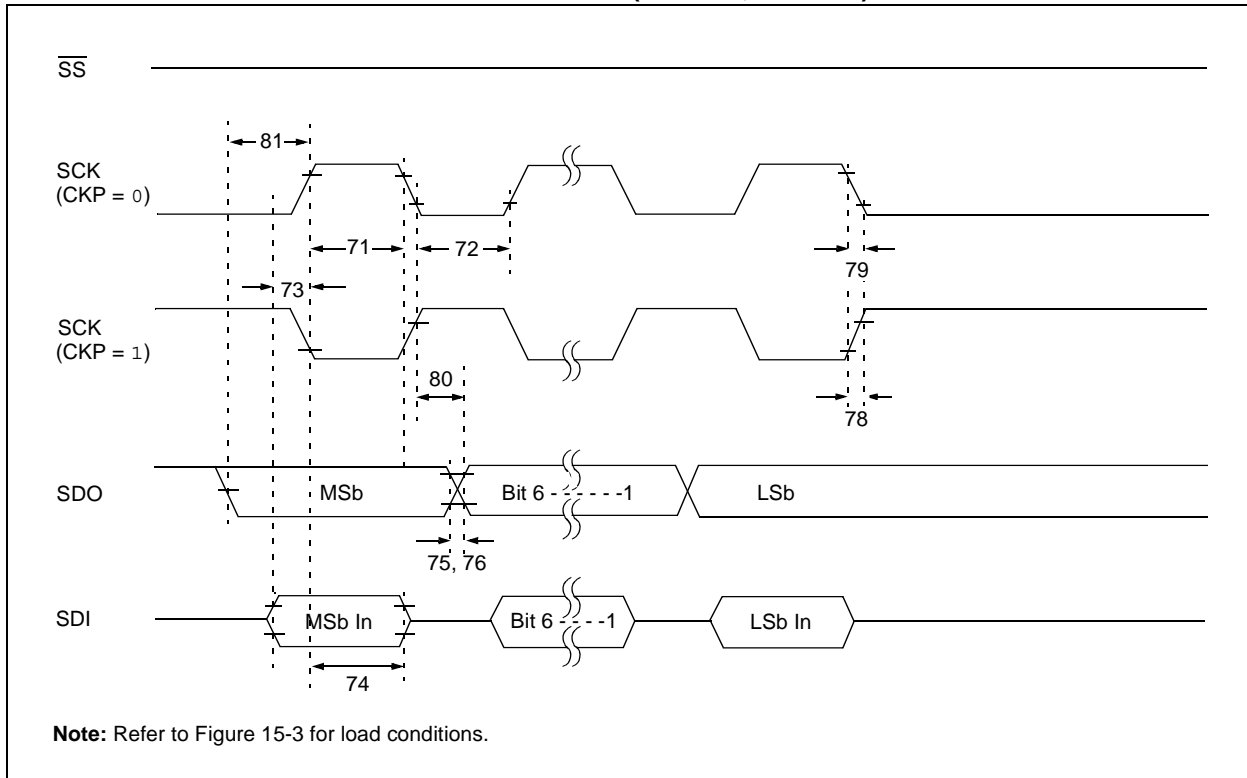 SS
81
SCK
(CKP = 0)
71
72
79
73
SCK
(CKP = 1)
80
78
SDO
MSb
Bit 6 - - - - - - -1
LSb
75, 76
SDI
MSb In
Bit 6 - - - -1
LSb In
74
Note: Refer to Figure 15-3 for load conditions.